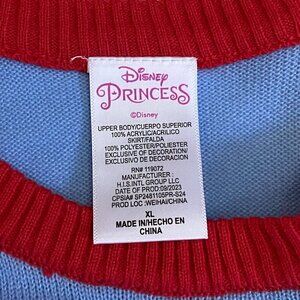 Disney
PRINCESS
©Disney
UPPER BODY/CUERPO SUPERIOR
100% ACRYLIC/ACRILICO
SKIRT/FALDA
100% POLYESTER/POLIESTER
EXCLUSIVE OF DECORATION/
EXCLUSIVO DE DECORACION
RN# 119072
MANUFACTURER :
H.I.S.INTL GROUP LLC
DATE OF PROD :09/2023
CPSIA# SP2481105PR-S24
PROD LOC :WEIHAI/CHINA
XL
MADE IN/HECHO EN
CHINA